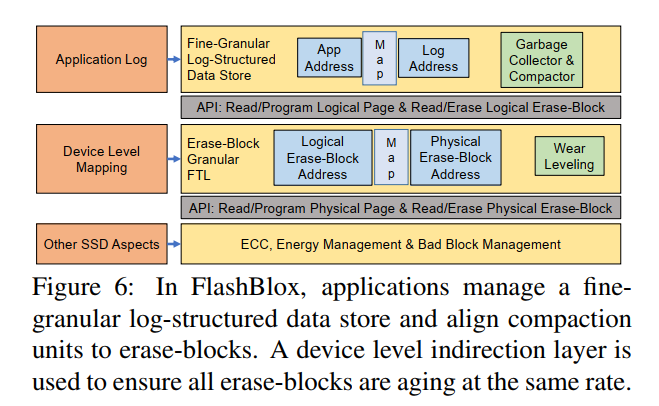 Application Log
Fine-Granular
Log-Structured
Data Store
App
Address
M
a
p
Log
Address
Garbage
Collector &
Compactor
API: Read/Program Logical Page & Read/Erase Logical Erase-Block
Device Level
Mapping
Erase-Block
Granular
FTL
Logical
Erase-Block
Address
M
a
p
Physical
Erase-Block
Address
Wear
Leveling
API: Read/Program Physical Page & Read/Erase Physical Erase-Block
Other SSD Aspects
ECC, Energy Management & Bad Block Management
Figure 6: In FlashBlox, applications manage a fine-
granular log-structured data store and align compaction
units to erase-blocks. A device level indirection layer is
used to ensure all erase-blocks are aging at the same rate.